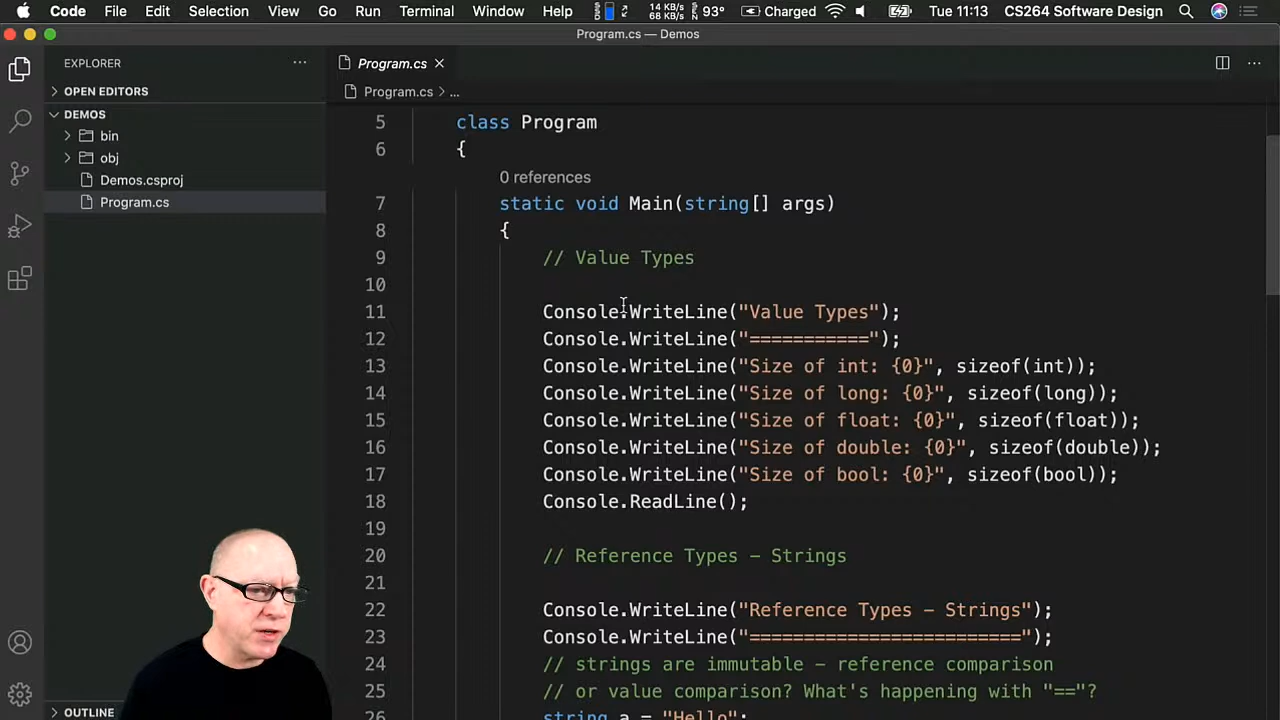 Code File Edit Selection View Go Run Terminal Window Help 14 KB/s 68 KB/s 93° Charged Tue 11:13 CS264 Software Design
Program.cs — Demos
EXPLORER
OPEN EDITORS
DEMOS
bin
obj
Demos.csproj
Program.cs
OUTLINE
Program.cs
Program.cs > ...
5 class Program
6 {
0 references
7 static void Main(string[] args)
8 {
9 // Value Types
10
11 Console.WriteLine("Value Types");
12 Console.WriteLine("===========");
13 Console.WriteLine("Size of int: {0}", sizeof(int));
14 Console.WriteLine("Size of long: {0}", sizeof(long));
15 Console.WriteLine("Size of float: {0}", sizeof(float));
16 Console.WriteLine("Size of double: {0}", sizeof(double));
17 Console.WriteLine("Size of bool: {0}", sizeof(bool));
18 Console.ReadLine();
19
20 // Reference Types – Strings
21
22 Console.WriteLine("Reference Types – Strings");
23 Console.WriteLine("=========================");
24 // strings are immutable – reference comparison
25 // or value comparison? What's happening with "=="?
26 string a = "Hello";